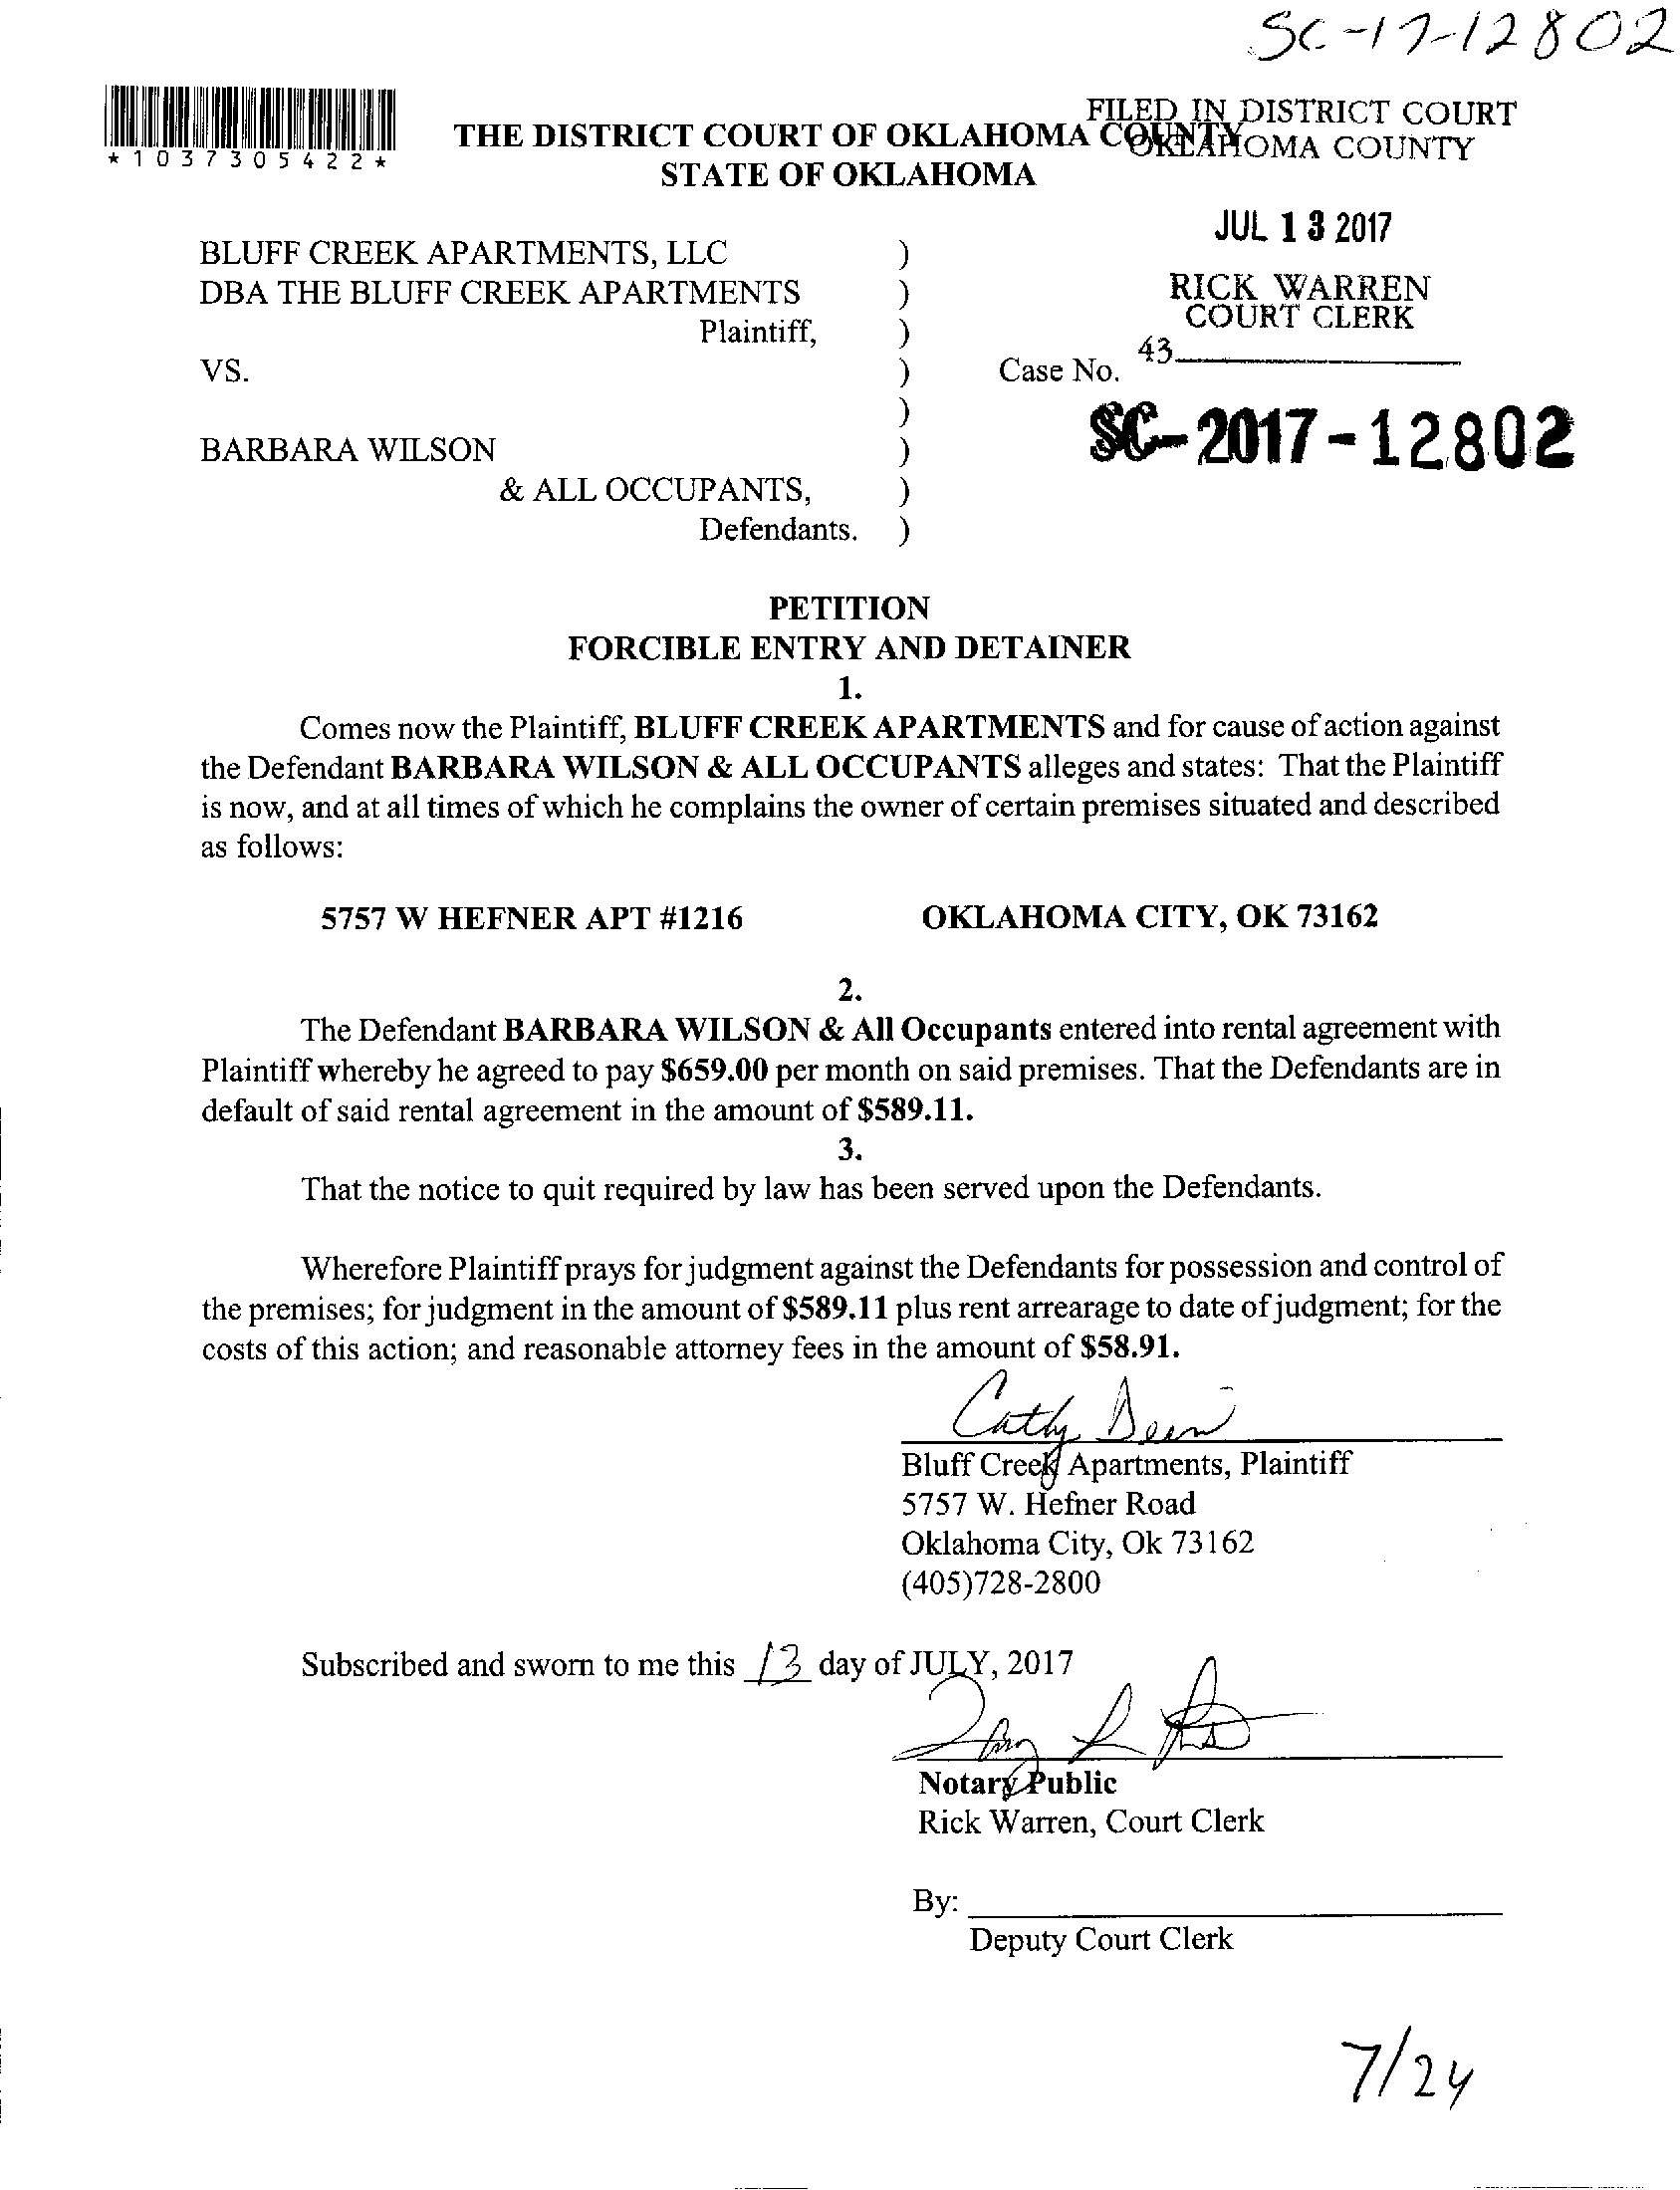 SC-17-12802
*1037305422*
FILED IN DISTRICT COURT
OKLAHOMA COUNTY
THE DISTRICT COURT OF OKLAHOMA COUNTY
STATE OF OKLAHOMA
JUL 13 2017
BLUFF CREEK APARTMENTS, LLC )
DBA THE BLUFF CREEK APARTMENTS )
RICK WARREN
COURT CLERK
Plaintiff, )
43
VS. ) Case No.
)
SC-2017-12802
BARBARA WILSON )
& ALL OCCUPANTS, )
Defendants. )
PETITION
FORCIBLE ENTRY AND DETAINER
1.
Comes now the Plaintiff, BLUFF CREEK APARTMENTS and for cause of action against
the Defendant BARBARA WILSON & ALL OCCUPANTS alleges and states: That the Plaintiff
is now, and at all times of which he complains the owner of certain premises situated and described
as follows:
5757 W HEFNER APT #1216 OKLAHOMA CITY, OK 73162
2.
The Defendant BARBARA WILSON & All Occupants entered into rental agreement with
Plaintiff whereby he agreed to pay $659.00 per month on said premises. That the Defendants are in
default of said rental agreement in the amount of $589.11.
3.
That the notice to quit required by law has been served upon the Defendants.
Wherefore Plaintiff prays for judgment against the Defendants for possession and control of
the premises; for judgment in the amount of $589.11 plus rent arrearage to date of judgment; for the
costs of this action; and reasonable attorney fees in the amount of $58.91.
Cathy
Bluff Creek Apartments, Plaintiff
5757 W. Hefner Road
Oklahoma City, Ok 73162
(405)728-2800
Subscribed and sworn to me this 13 day of JULY, 2017
Notary Public
Rick Warren, Court Clerk
By:
Deputy Court Clerk
7/24